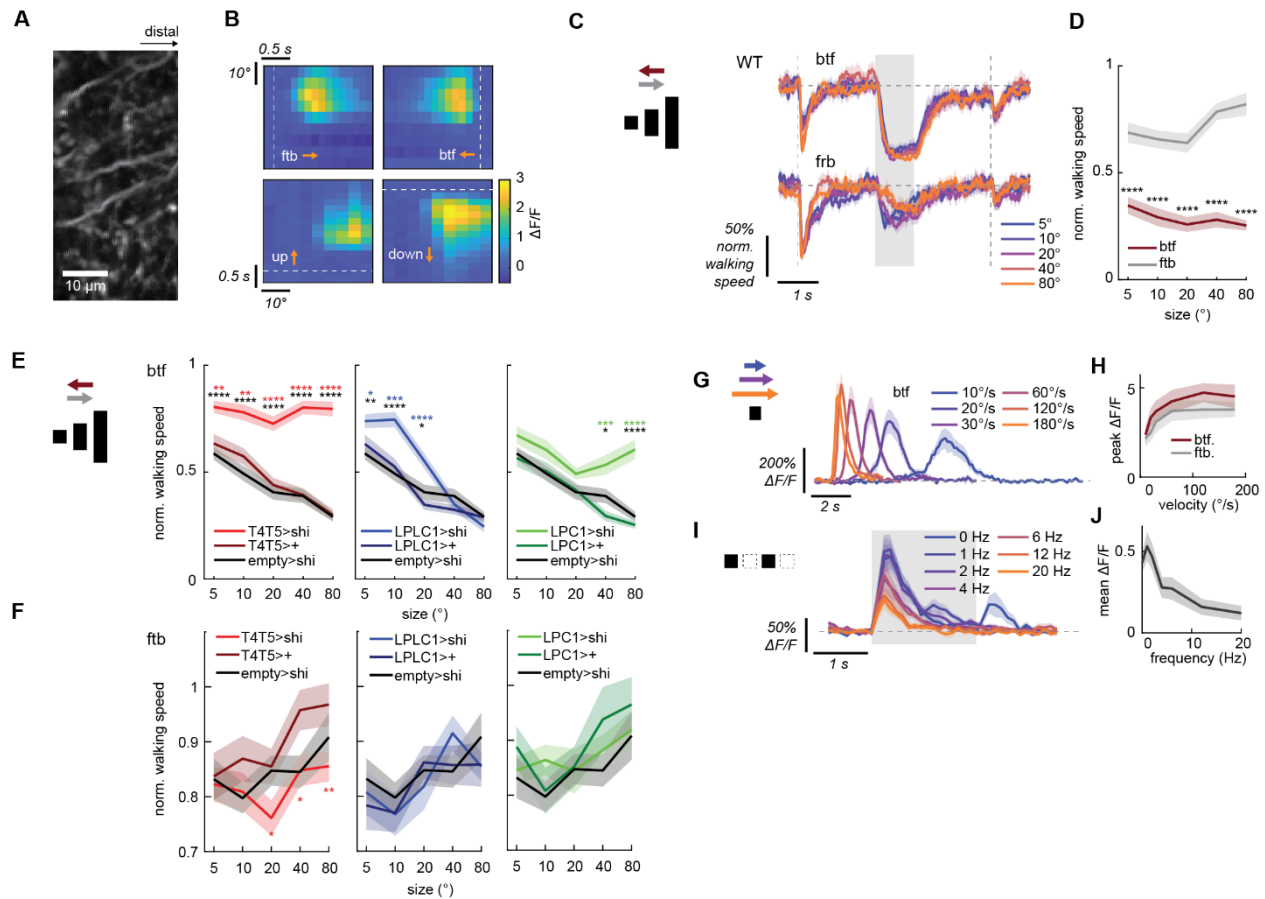 A
distal
10 µm
B
0.5 s
10°
ftb
btf
up
down
0.5 s
10°
3
2
1
0
ΔF/F
C
WT
btf
frb
50%
norm.
walking
speed
1 s
5°
10°
20°
40°
80°
D
norm. walking speed
1
0.5
0
**** **** **** **** ****
btf
ftb
5 10 20 40 80
size (°)
E
btf
norm. walking speed
1
0.5
0
** ** **** **** ****
**** **** **** **** ****
T4T5>shi
T4T5>+
empty>shi
5 10 20 40 80
* *** ****
** **** *
LPLC1>shi
LPLC1>+
empty>shi
5 10 20 40 80
*** ****
* ****
LPC1>shi
LPC1>+
empty>shi
5 10 20 40 80
size (°)
F
ftb
norm. walking speed
1
0.9
0.8
0.7
T4T5>shi
T4T5>+
empty>shi
* * **
5 10 20 40 80
LPLC1>shi
LPLC1>+
empty>shi
5 10 20 40 80
LPC1>shi
LPC1>+
empty>shi
5 10 20 40 80
size (°)
G
btf
10°/s
20°/s
30°/s
60°/s
120°/s
180°/s
200%
ΔF/F
2 s
H
peak ΔF/F
5
0
btf.
ftb.
0 100 200
velocity (°/s)
I
0 Hz
1 Hz
2 Hz
4 Hz
6 Hz
12 Hz
20 Hz
50%
ΔF/F
1 s
J
mean ΔF/F
0.5
0
0 10 20
frequency (Hz)